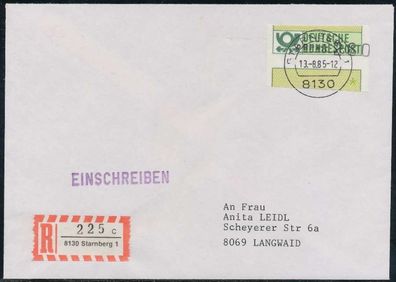 DEUTSCHE
BUNDESPOST
13.-8.85-12
8130
EINSCHREIBEN
R
225 c
8130 Starnberg 1
An Frau
Anita LEIDL
Scheyerer Str 6a
8069 LANGWAID